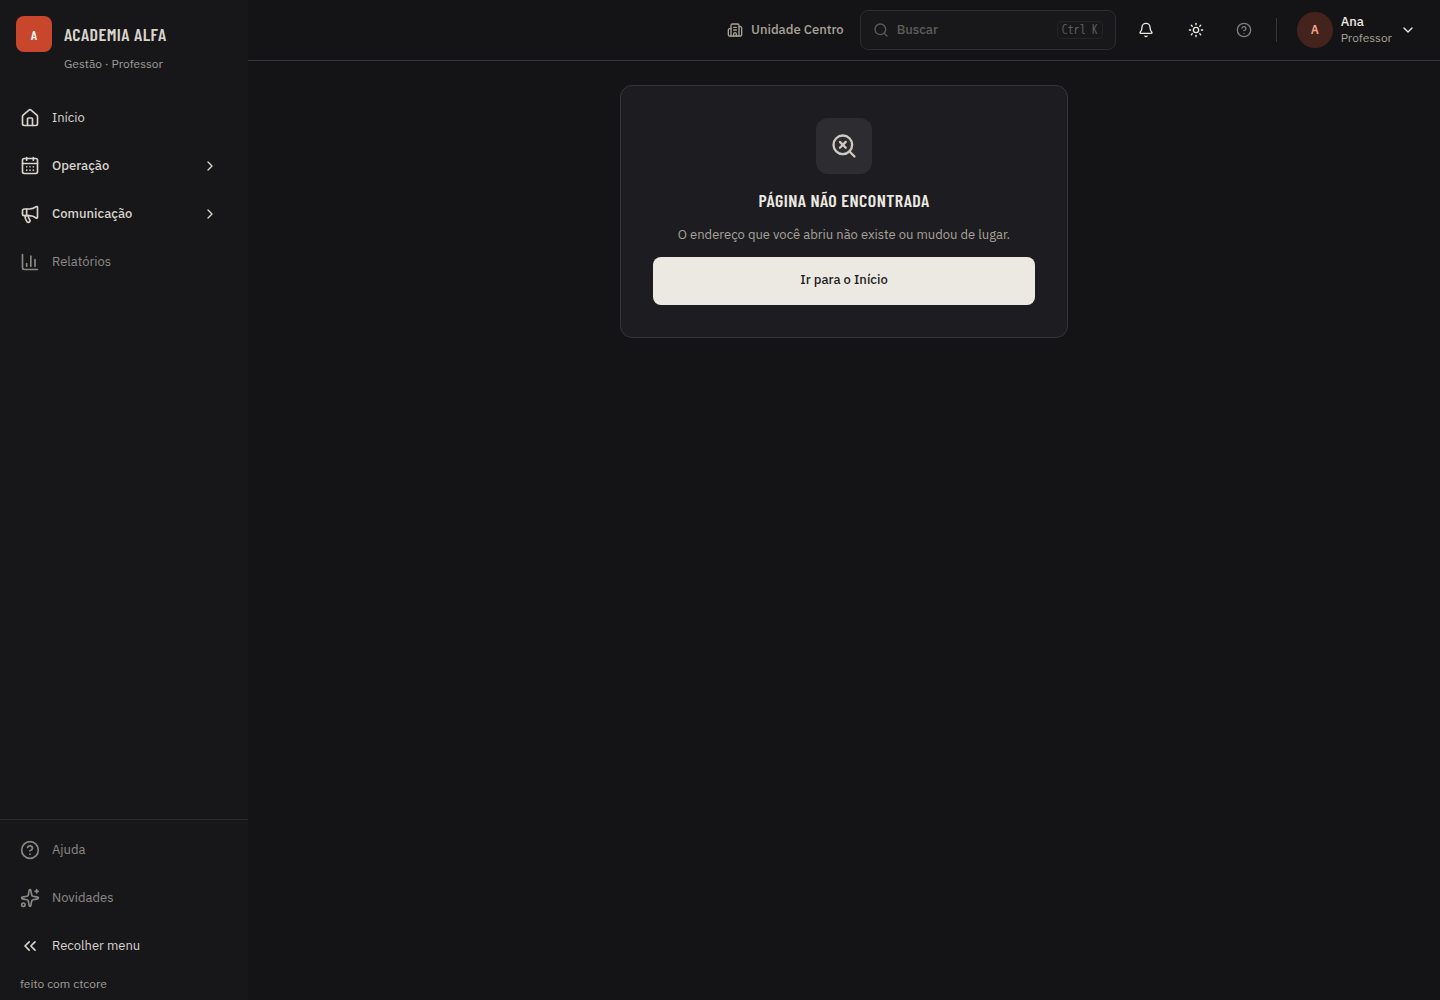 A
ACADEMIA ALFA
Gestão · Professor
Início
Operação
Comunicação
Relatórios
Ajuda
Novidades
Recolher menu
feito com ctcore
Unidade Centro
Buscar
Ctrl K
A
Ana
Professor
PÁGINA NÃO ENCONTRADA
O endereço que você abriu não existe ou mudou de lugar.
Ir para o Início